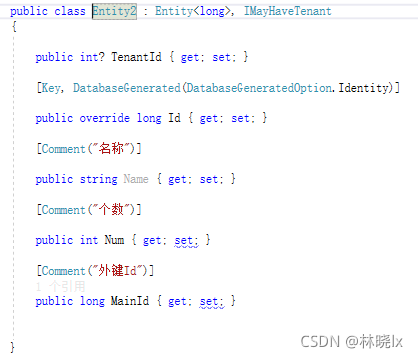 public class Entity2 : Entity<long>, IMayHaveTenant
{
public int? TenantId { get; set; }
[Key, DatabaseGenerated(DatabaseGeneratedOption.Identity)]
public override long Id { get; set; }
[Comment("名称")]
public string Name { get; set; }
[Comment("个数")]
public int Num { get; set; }
[Comment("外键Id")]
1 个引用
public long MainId { get; set; }
}
CSDN @林晓lx